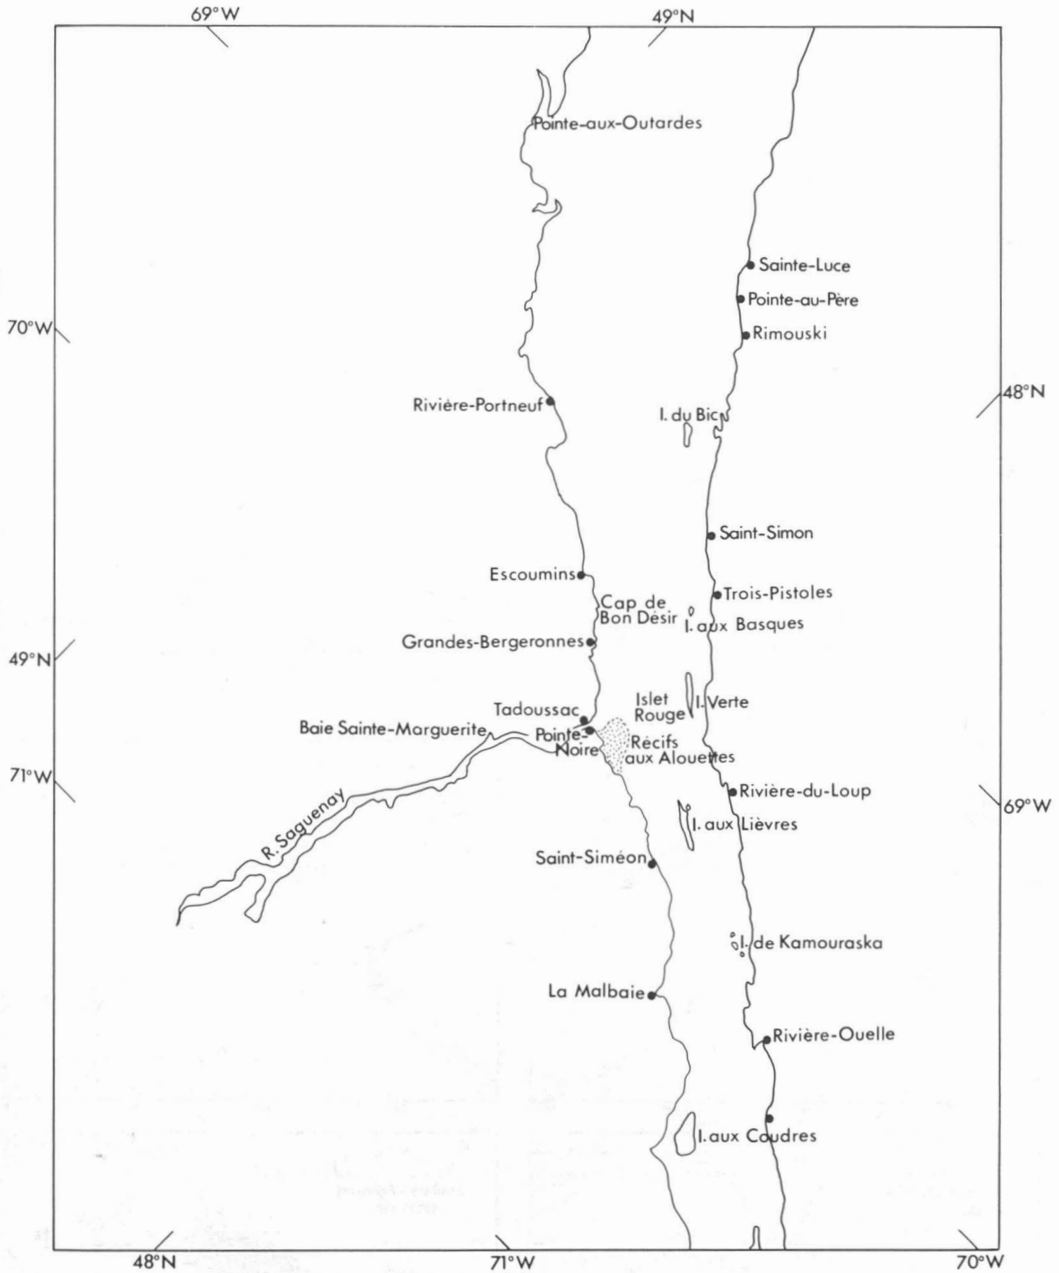 69°W
49°N
Pointe-aux-Outardes
Sainte-Luce
Pointe-au-Père
Rimouski
70°W
48°N
Rivière-Portneuf
I. du Bic
Saint-Simon
Escoumins
Trois-Pistoles
Cap de
Bon Désir
I. aux Basques
Grandes-Bergeronnes
49°N
Islet
Rouge
I. Verte
Tadoussac
Baie Sainte-Marguerite
Pointe-
Noire
Récifs
aux Alouettes
71°W
Rivière-du-Loup
69°W
R. Saguenay
I. aux Lièvres
Saint-Siméon
I. de Kamouraska
La Malbaie
Rivière-Ouelle
I. aux Coudres
48°N
71°W
70°W